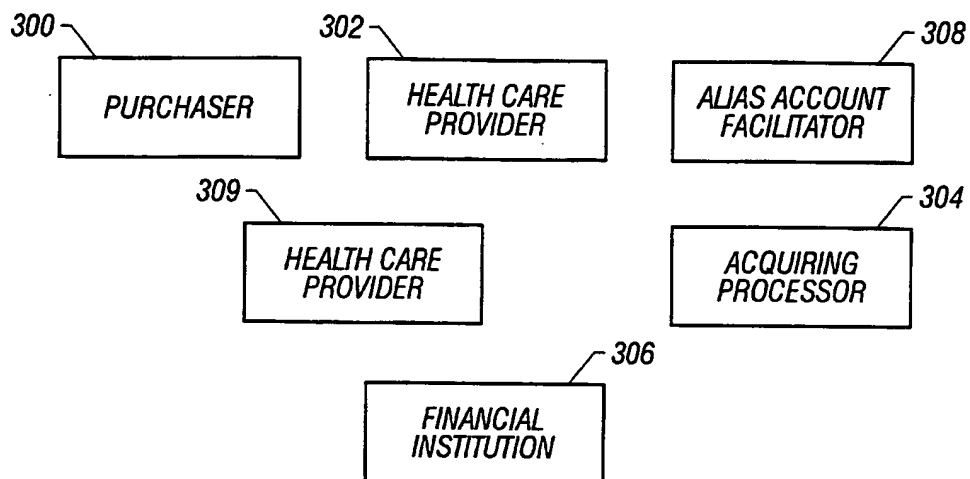 300
PURCHASER
302
HEALTH CARE
PROVIDER
308
ALIAS ACCOUNT
FACILITATOR
309
HEALTH CARE
PROVIDER
304
ACQUIRING
PROCESSOR
306
FINANCIAL
INSTITUTION